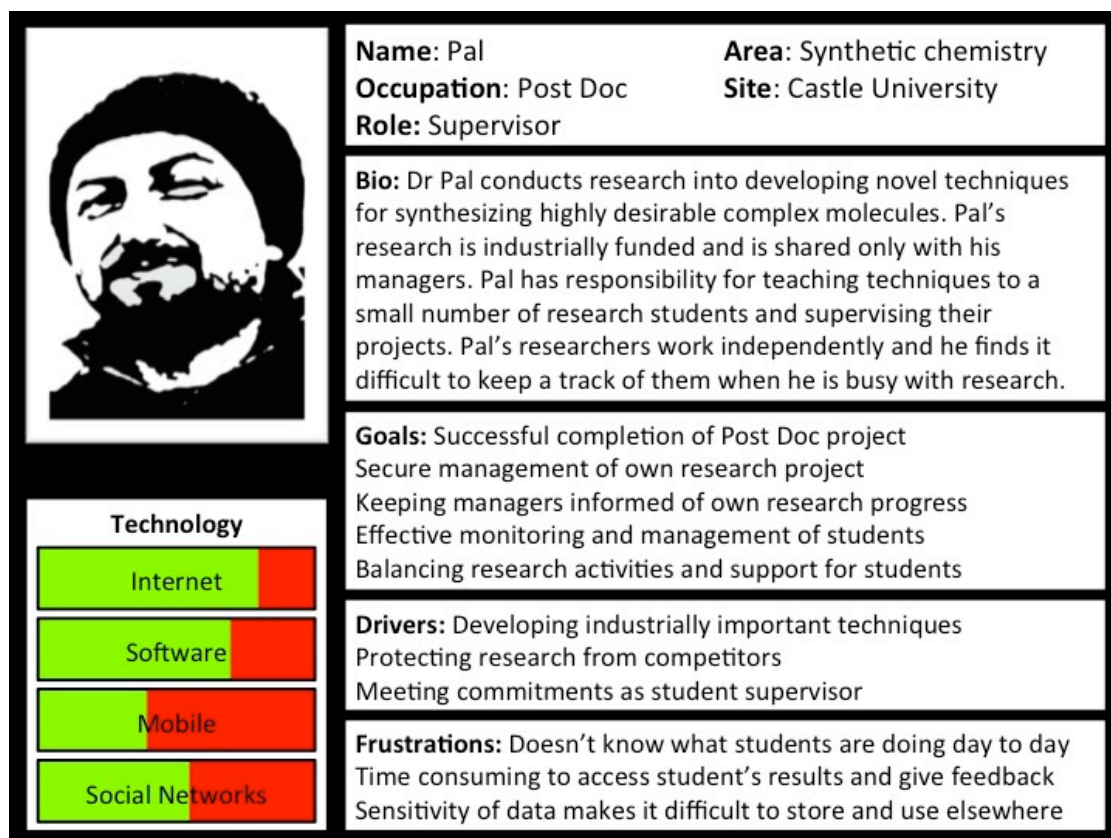 Name: Pal
Area: Synthetic chemistry
Occupation: Post Doc
Site: Castle University
Role: Supervisor
Bio: Dr Pal conducts research into developing novel techniques
for synthesizing highly desirable complex molecules. Pal's
research is industrially funded and is shared only with his
managers. Pal has responsibility for teaching techniques to a
small number of research students and supervising their
projects. Pal's researchers work independently and he finds it
difficult to keep a track of them when he is busy with research.
Goals: Successful completion of Post Doc project
Secure management of own research project
Keeping managers informed of own research progress
Effective monitoring and management of students
Balancing research activities and support for students
Drivers: Developing industrially important techniques
Protecting research from competitors
Meeting commitments as student supervisor
Frustrations: Doesn't know what students are doing day to day
Time consuming to access student's results and give feedback
Sensitivity of data makes it difficult to store and use elsewhere
Technology
Internet
Software
Mobile
Social Networks